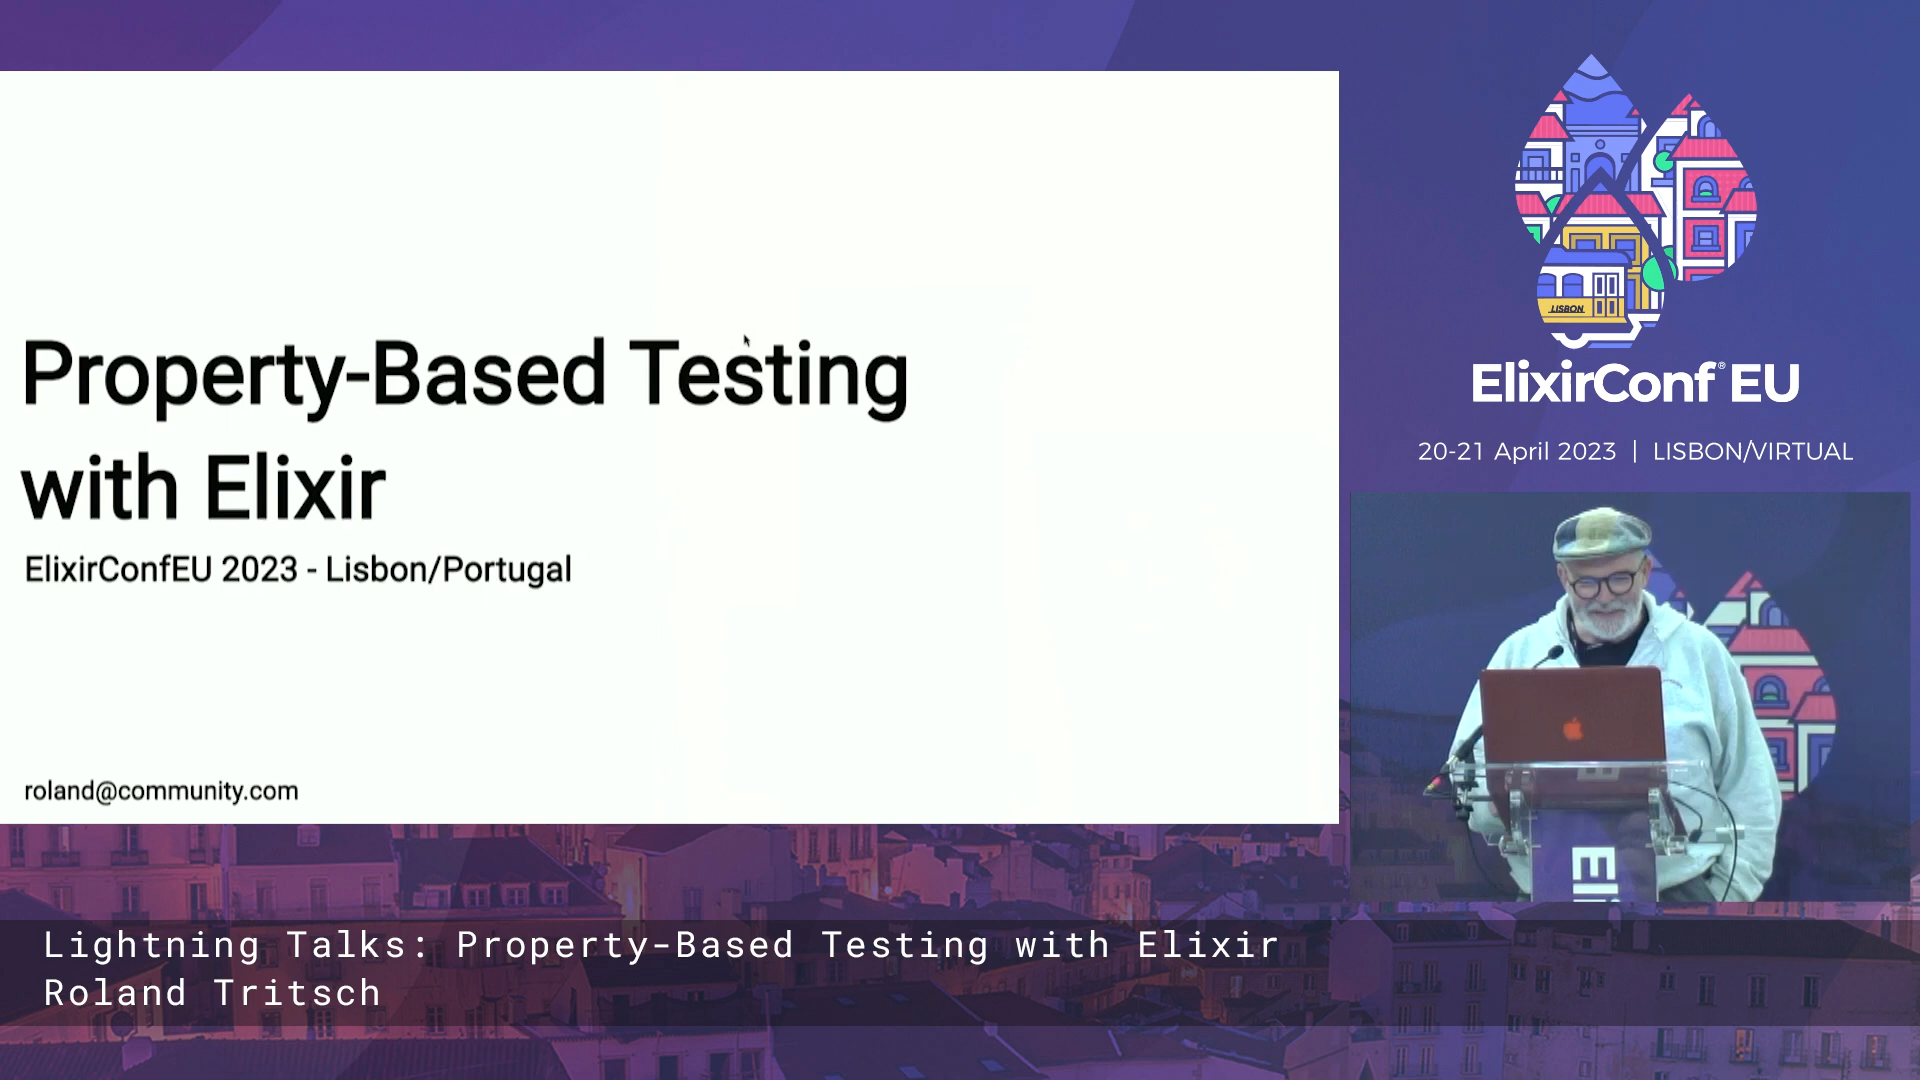 Property-Based Testing
with Elixir
ElixirConfEU 2023 - Lisbon/Portugal
roland@community.com
LISBON
ElixirConf® EU
20-21 April 2023 | LISBON/VIRTUAL
Eli
Lightning Talks: Property-Based Testing with Elixir
Roland Tritsch